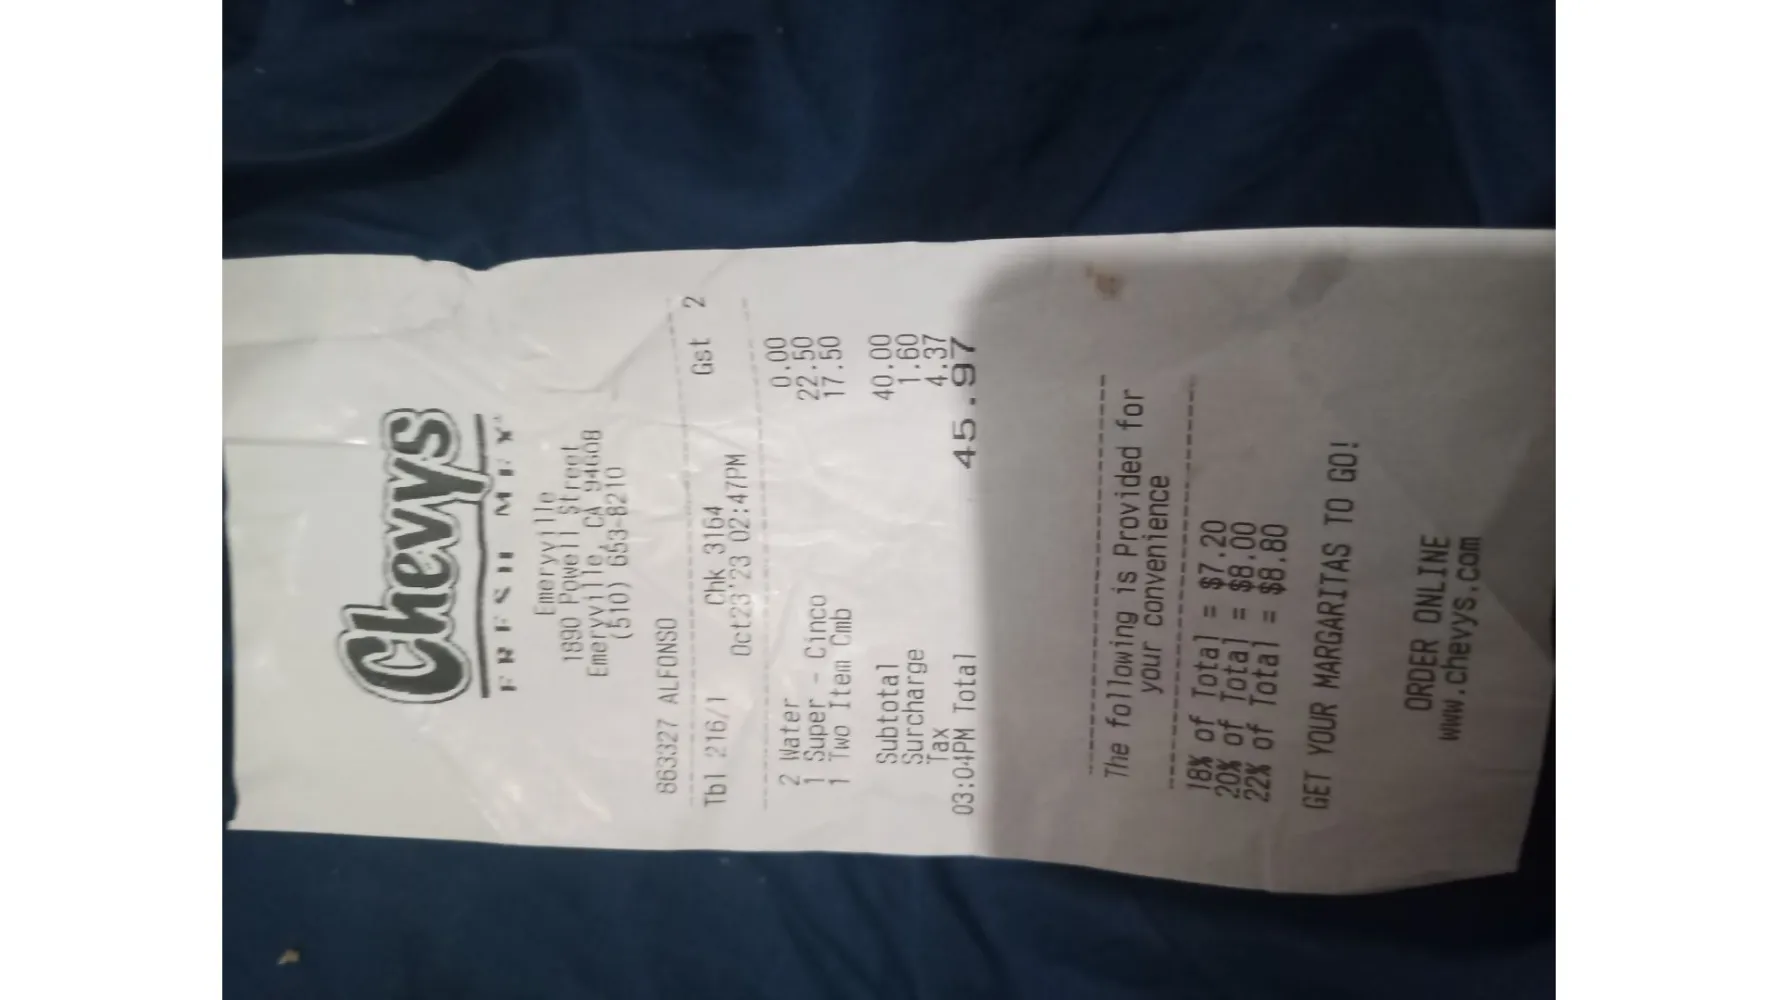 Chevys
FRESH MEX
Emeryville
1890 Powell Street
Emeryville, CA 94608
(510) 653-8210
863327 ALFONSO
Tbl 216/1 Chk 3164 Gst 2
Oct23'23 02:47PM
2 Water 0.00
1 Super - Cinco 22.50
1 Two Item Cmb 17.50
Subtotal 40.00
Surcharge 1.60
Tax 4.37
03:04PM Total 45.97
The following is Provided for
your convenience
18% of Total = $7.20
20% of Total = $8.00
22% of Total = $8.80
GET YOUR MARGARITAS TO GO!
ORDER ONLINE
www.chevys.com